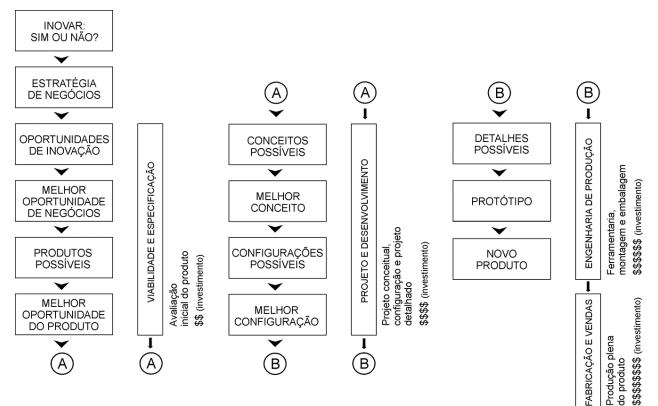 INOVAR:
SIM OU NÃO?
ESTRATÉGIA
DE NEGÓCIOS
OPORTUNIDADES
DE INOVAÇÃO
MELHOR
OPORTUNIDADE
DE NEGÓCIOS
PRODUTOS
POSSÍVEIS
MELHOR
OPORTUNIDADE
DO PRODUTO
A
VIABILIDADE E ESPECIFICAÇÃO
Avaliação
inicial do produto
$$ (investimento)
A
A
CONCEITOS
POSSÍVEIS
MELHOR
CONCEITO
CONFIGURAÇÕES
POSSÍVEIS
MELHOR
CONFIGURAÇÃO
B
A
PROJETO E DESENVOLVIMENTO
Projeto conceitual,
configuração e projeto
detalhado
$$$$ (investimento)
B
B
DETALHES
POSSÍVEIS
PROTÓTIPO
NOVO
PRODUTO
B
ENGENHARIA DE PRODUÇÃO
Ferramentaria,
montagem e embalagem
$$$$$$ (investimento)
FABRICAÇÃO E VENDAS
Produção plena
do produto
$$$$$$$$ (investimento)